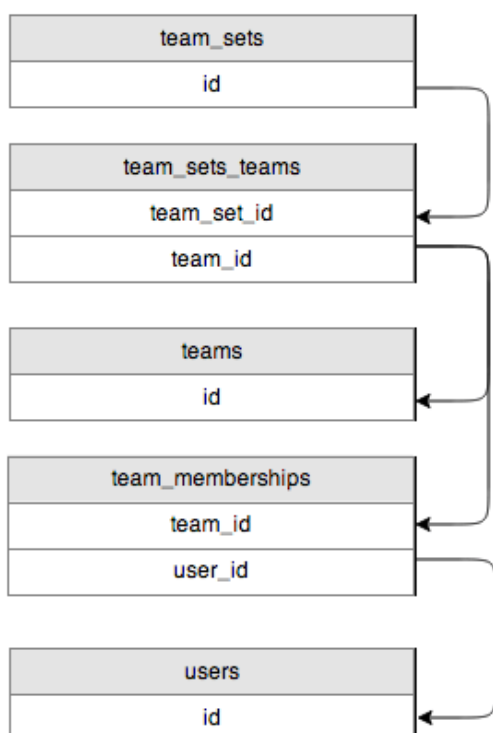 team_sets
id
team_sets_teams
team_set_id
team_id
teams
id
team_memberships
team_id
user_id
users
id